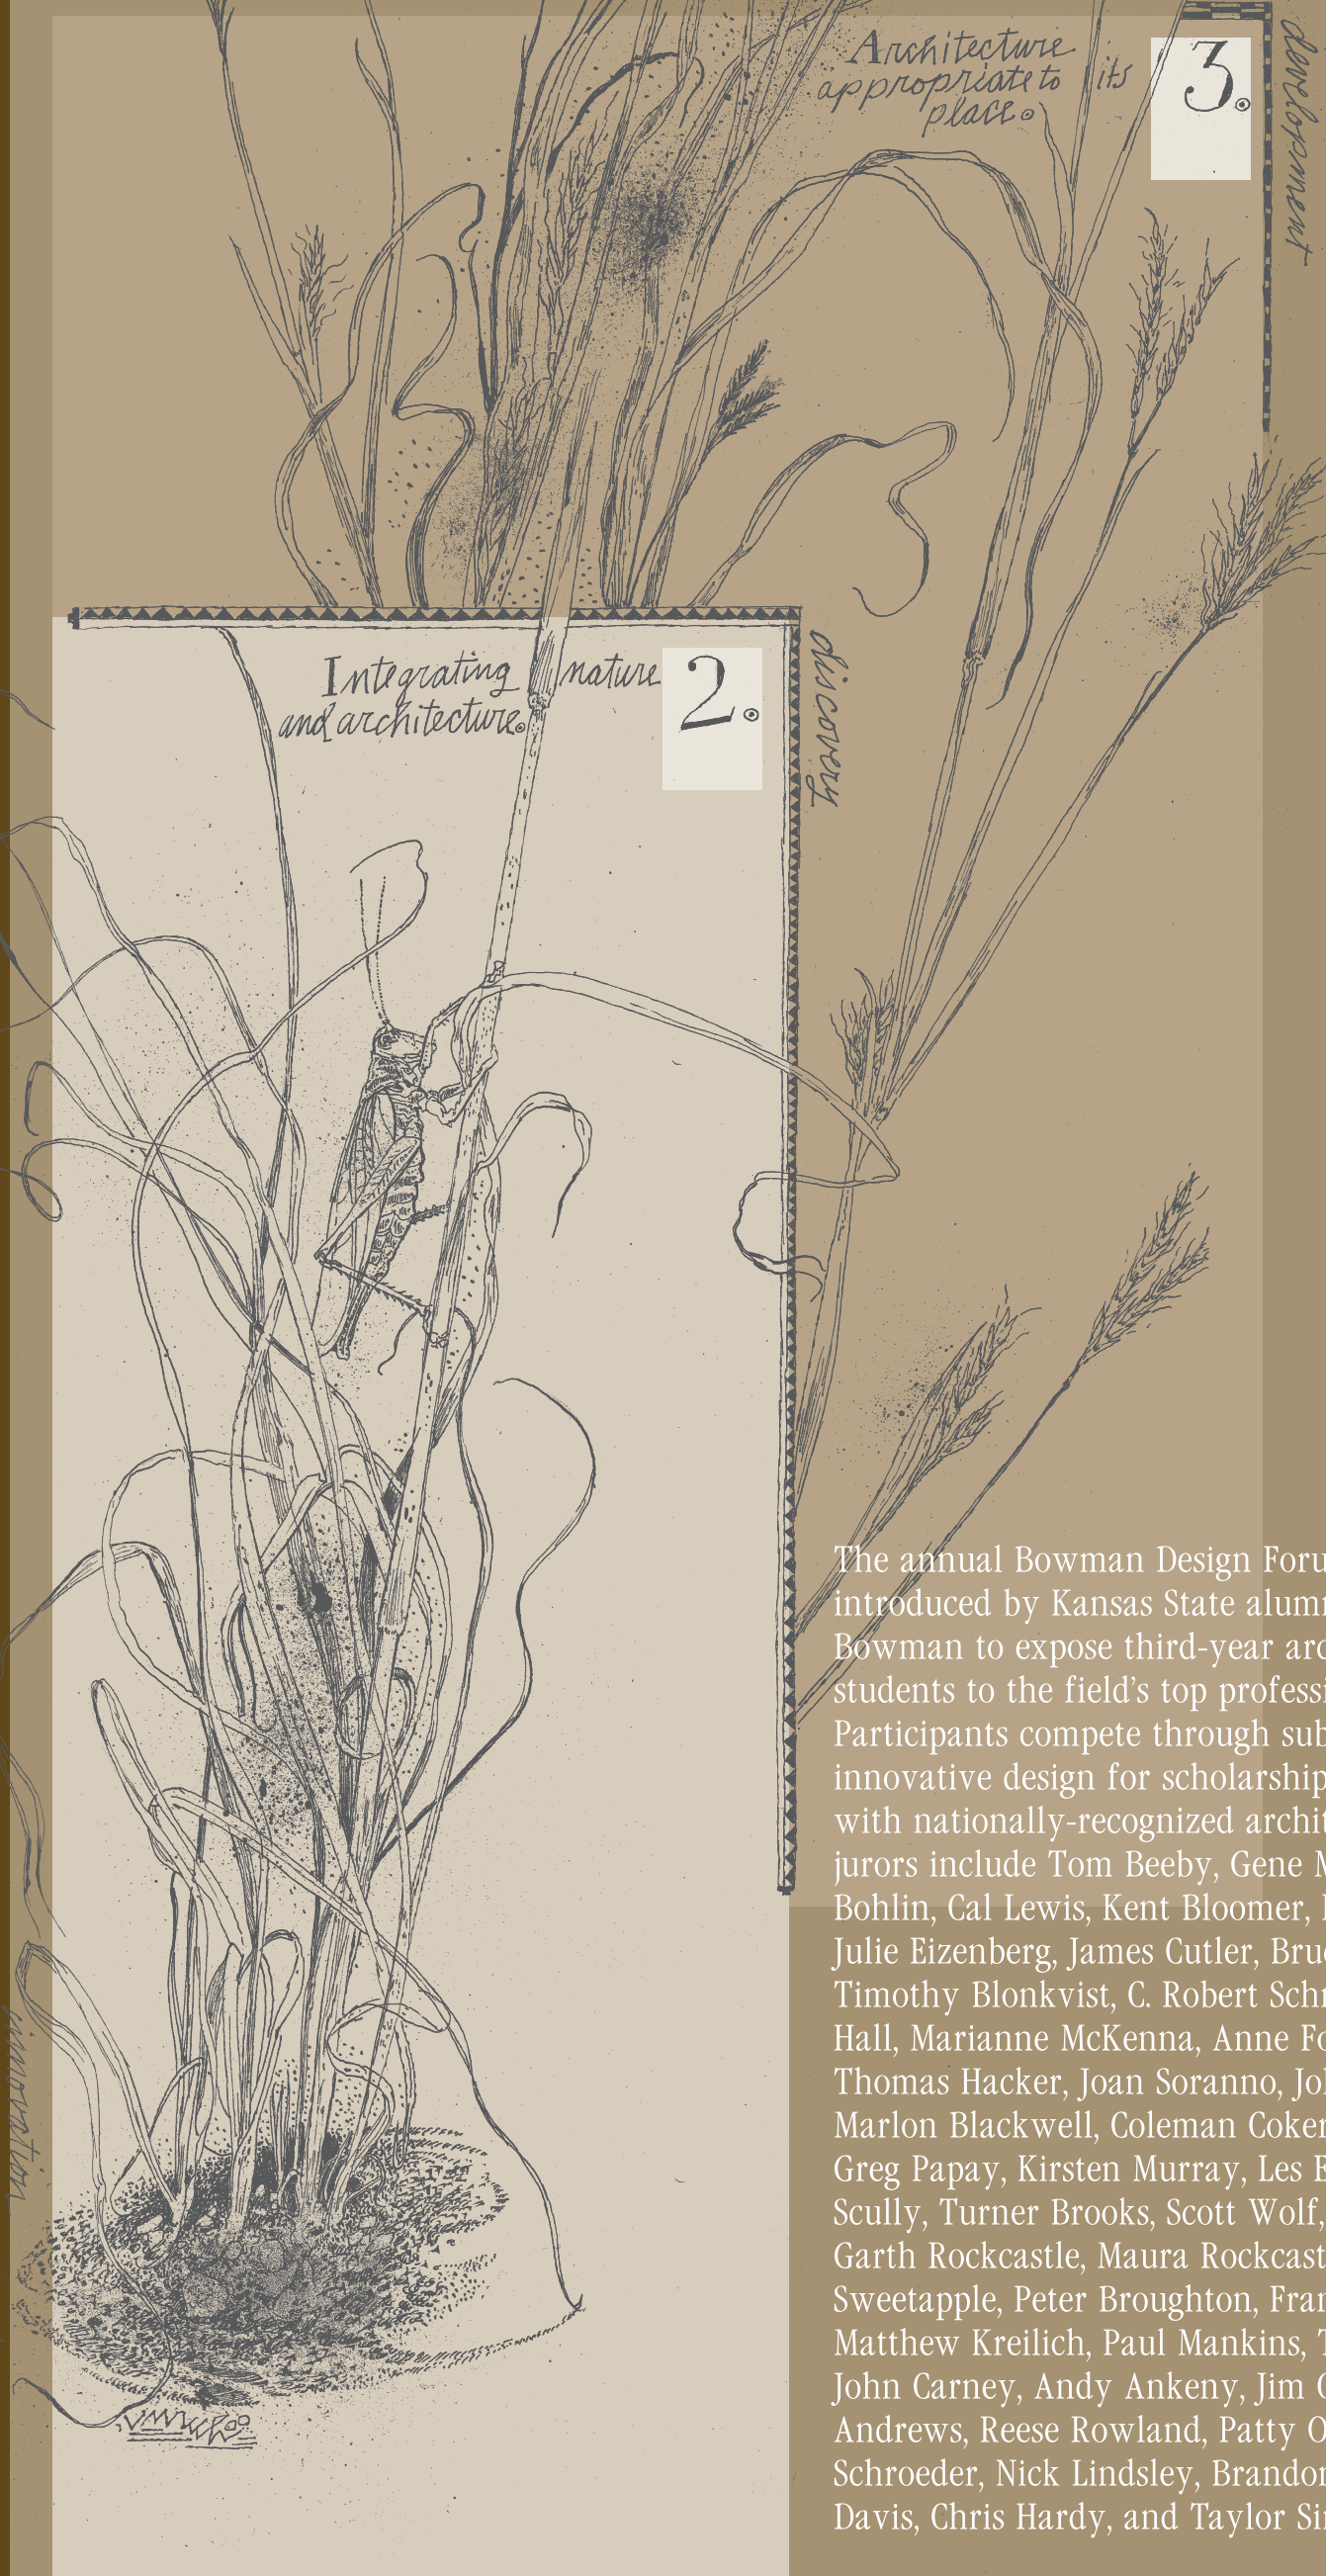 Architecture
appropriate to its
place.
3.
development
Integrating nature
and architecture.
2.
discovery
innovation
The annual Bowman Design Foru
introduced by Kansas State alum
Bowman to expose third-year arc
students to the field's top professi
Participants compete through sub
innovative design for scholarship
with nationally-recognized archit
jurors include Tom Beeby, Gene M
Bohlin, Cal Lewis, Kent Bloomer,
Julie Eizenberg, James Cutler, Bru
Timothy Blonkvist, C. Robert Sch
Hall, Marianne McKenna, Anne Fo
Thomas Hacker, Joan Soranno, Jo
Marlon Blackwell, Coleman Coker
Greg Papay, Kirsten Murray, Les E
Scully, Turner Brooks, Scott Wolf,
Garth Rockcastle, Maura Rockcast
Sweetapple, Peter Broughton, Fran
Matthew Kreilich, Paul Mankins, T
John Carney, Andy Ankeny, Jim
Andrews, Reese Rowland, Patty O
Schroeder, Nick Lindsley, Brandon
Davis, Chris Hardy, and Taylor Si